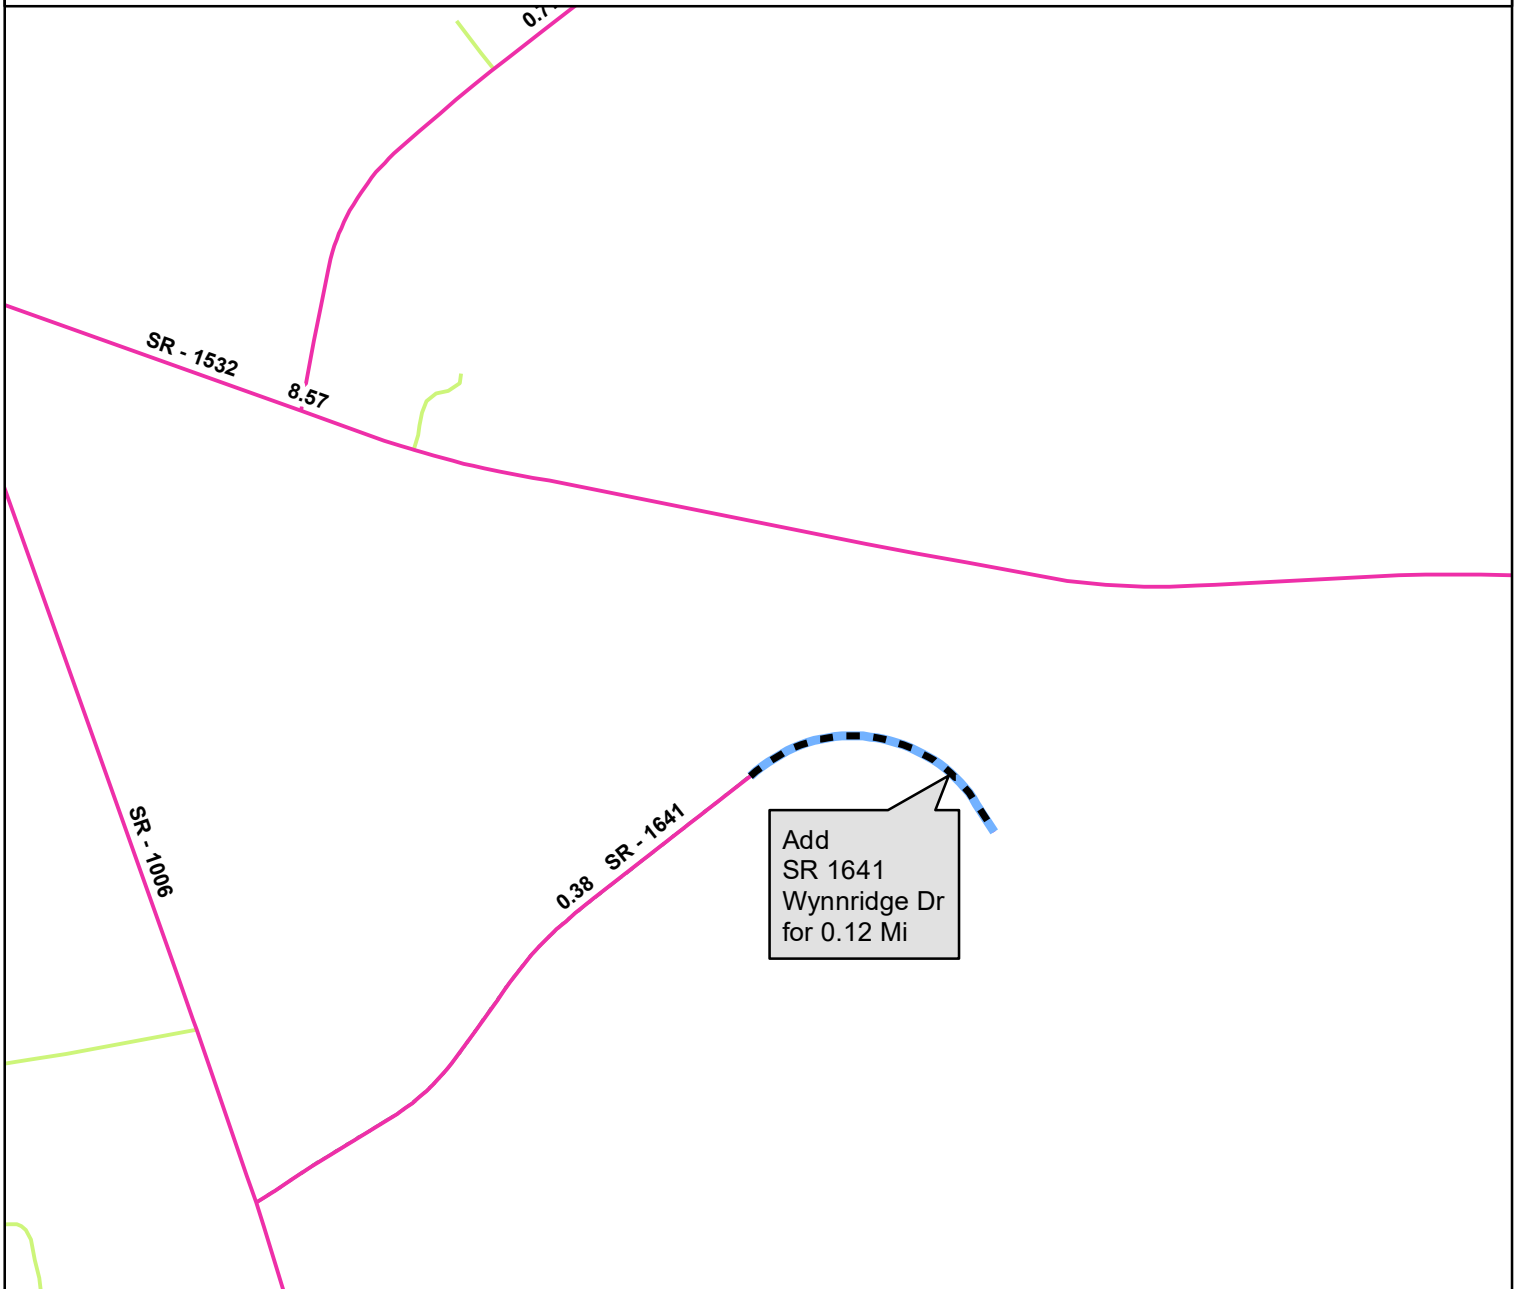 SR - 1532
8.57
SR - 1006
0.38 SR - 1641
Add
SR 1641
Wynnridge Dr
for 0.12 Mi